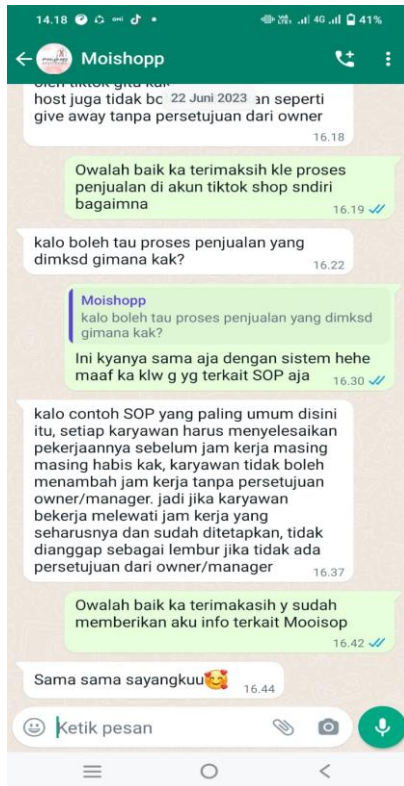 14.18 4G 41%
Moishopp
host juga tidak bc 22 Juni 2023 an seperti
give away tanpa persetujuan dari owner
16.18
Owalah baik ka terimaksih kle proses
penjualan di akun tiktok shop sndiri
bagaimna
16.19
kalo boleh tau proses penjualan yang
dimksd gimana kak?
16.22
Moishopp
kalo boleh tau proses penjualan yang dimksd
gimana kak?
Ini kyanya sama aja dengan sistem hehe
maaf ka klw g yg terkait SOP aja
16.30
kalo contoh SOP yang paling umum disini
itu, setiap karyawan harus menyelesaikan
pekerjaannya sebelum jam kerja masing
masing habis kak, karyawan tidak boleh
menambah jam kerja tanpa persetujuan
owner/manager. jadi jika karyawan
bekerja melewati jam kerja yang
seharusnya dan sudah ditetapkan, tidak
dianggap sebagai lembur jika tidak ada
persetujuan dari owner/manager
16.37
Owalah baik ka terimakasih y sudah
memberikan aku info terkait Mooisop
16.42
Sama sama sayangkuu🥰
16.44
Ketik pesan